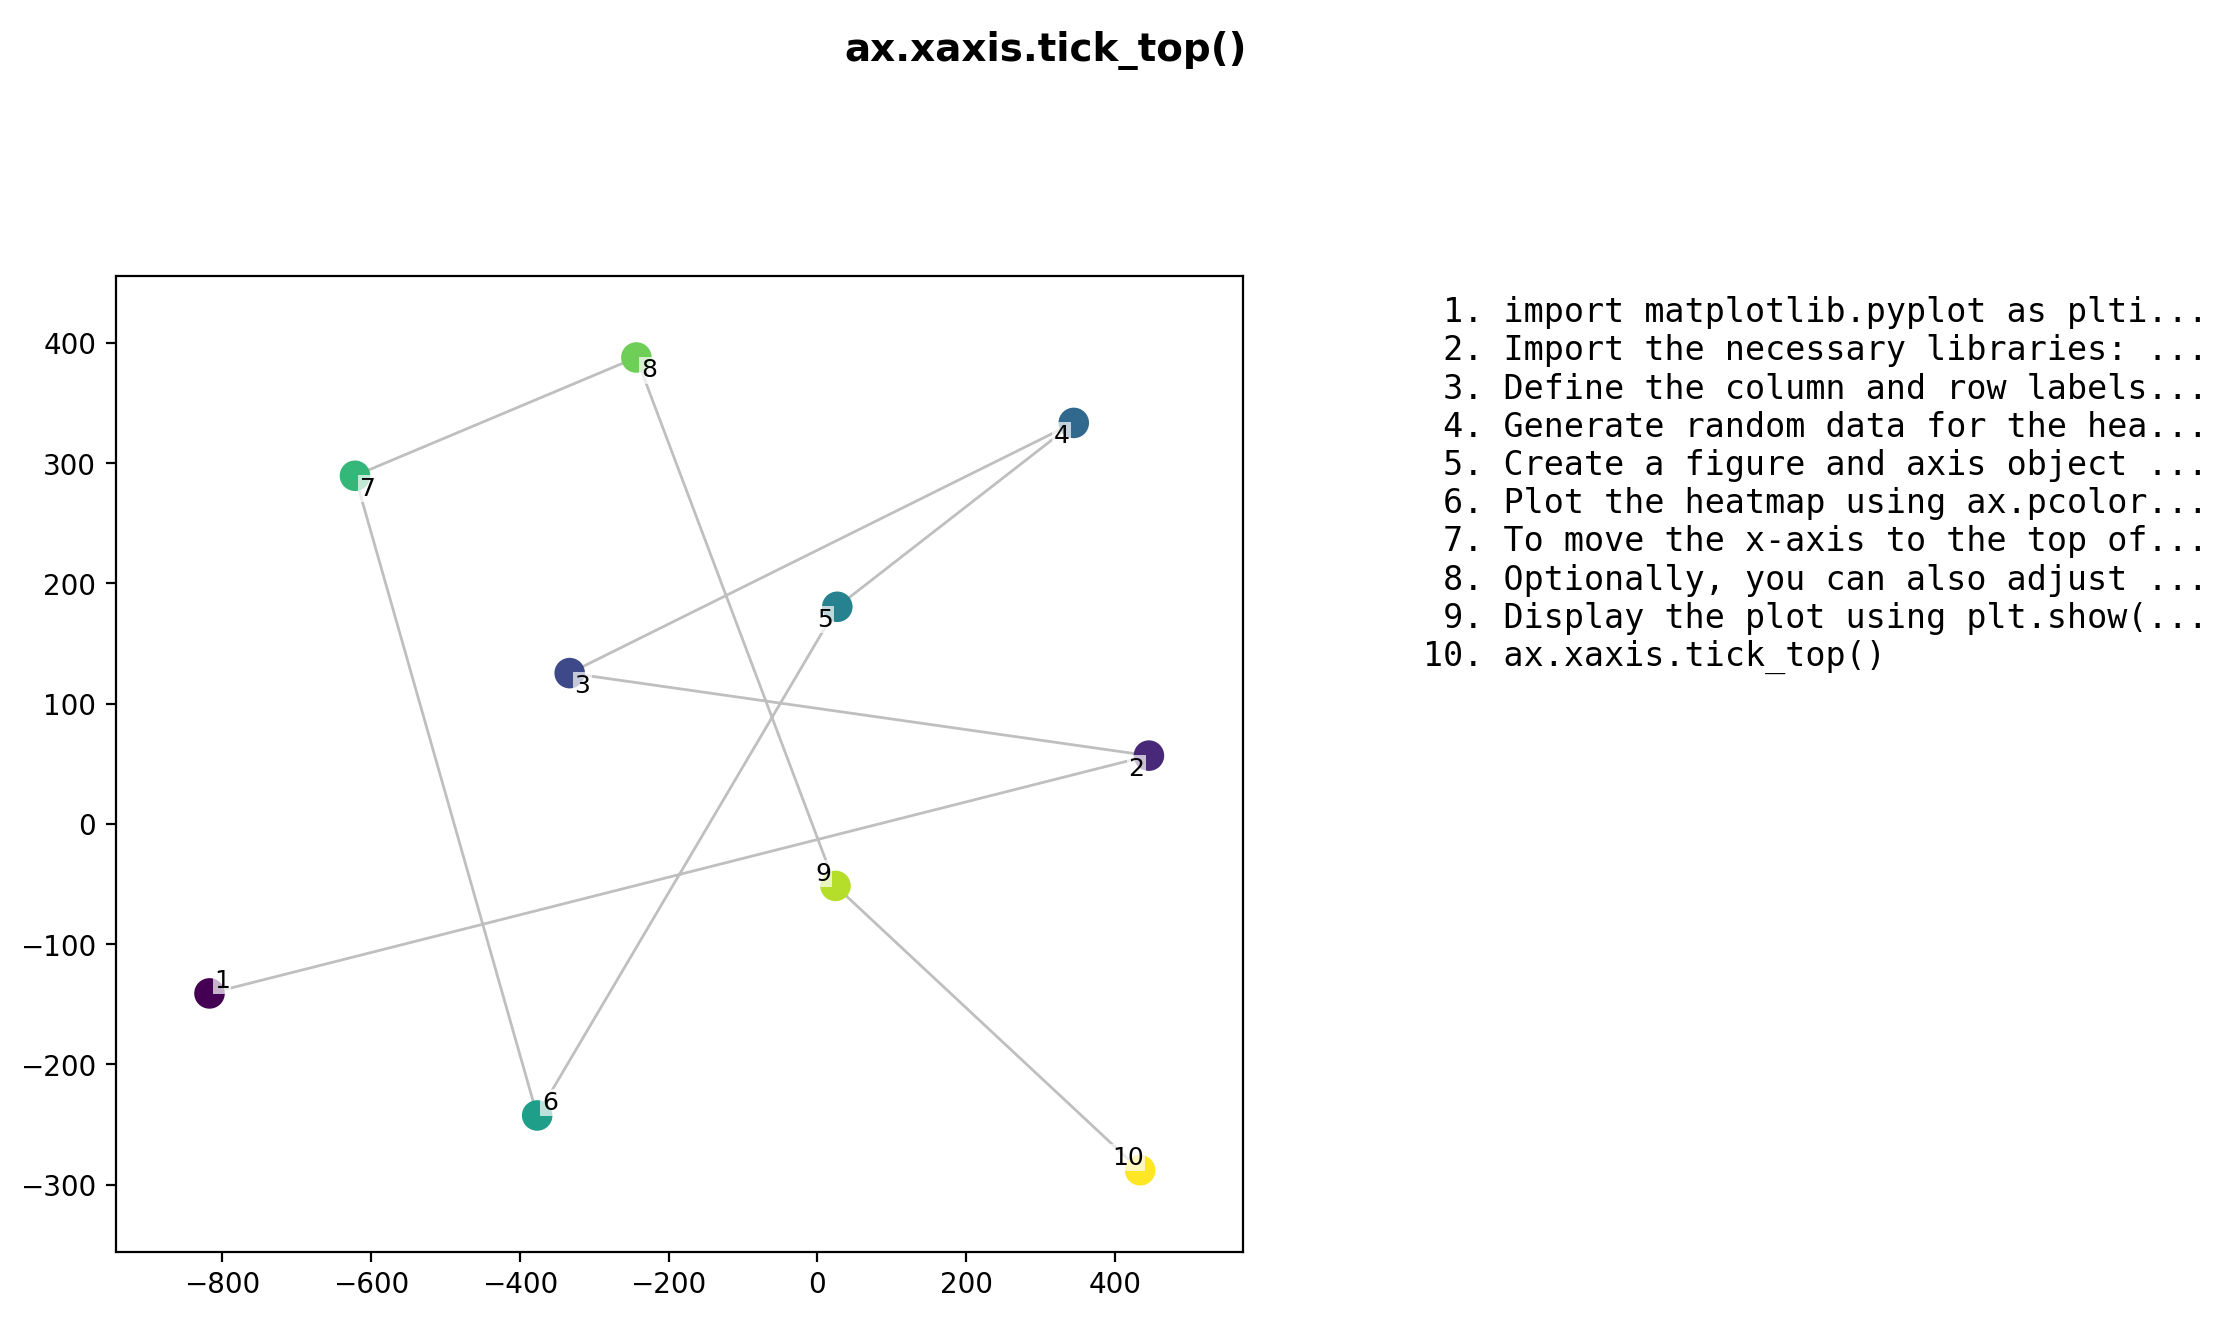 ax.xaxis.tick_top()
400
300
200
100
0
−100
−200
−300
−800
−600
−400
−200
0
200
400
8
4
7
5
3
2
9
1
6
10
1. import matplotlib.pyplot as plti...
2. Import the necessary libraries: ...
3. Define the column and row labels...
4. Generate random data for the hea...
5. Create a figure and axis object ...
6. Plot the heatmap using ax.pcolor...
7. To move the x-axis to the top of...
8. Optionally, you can also adjust ...
9. Display the plot using plt.show(...
10. ax.xaxis.tick_top()